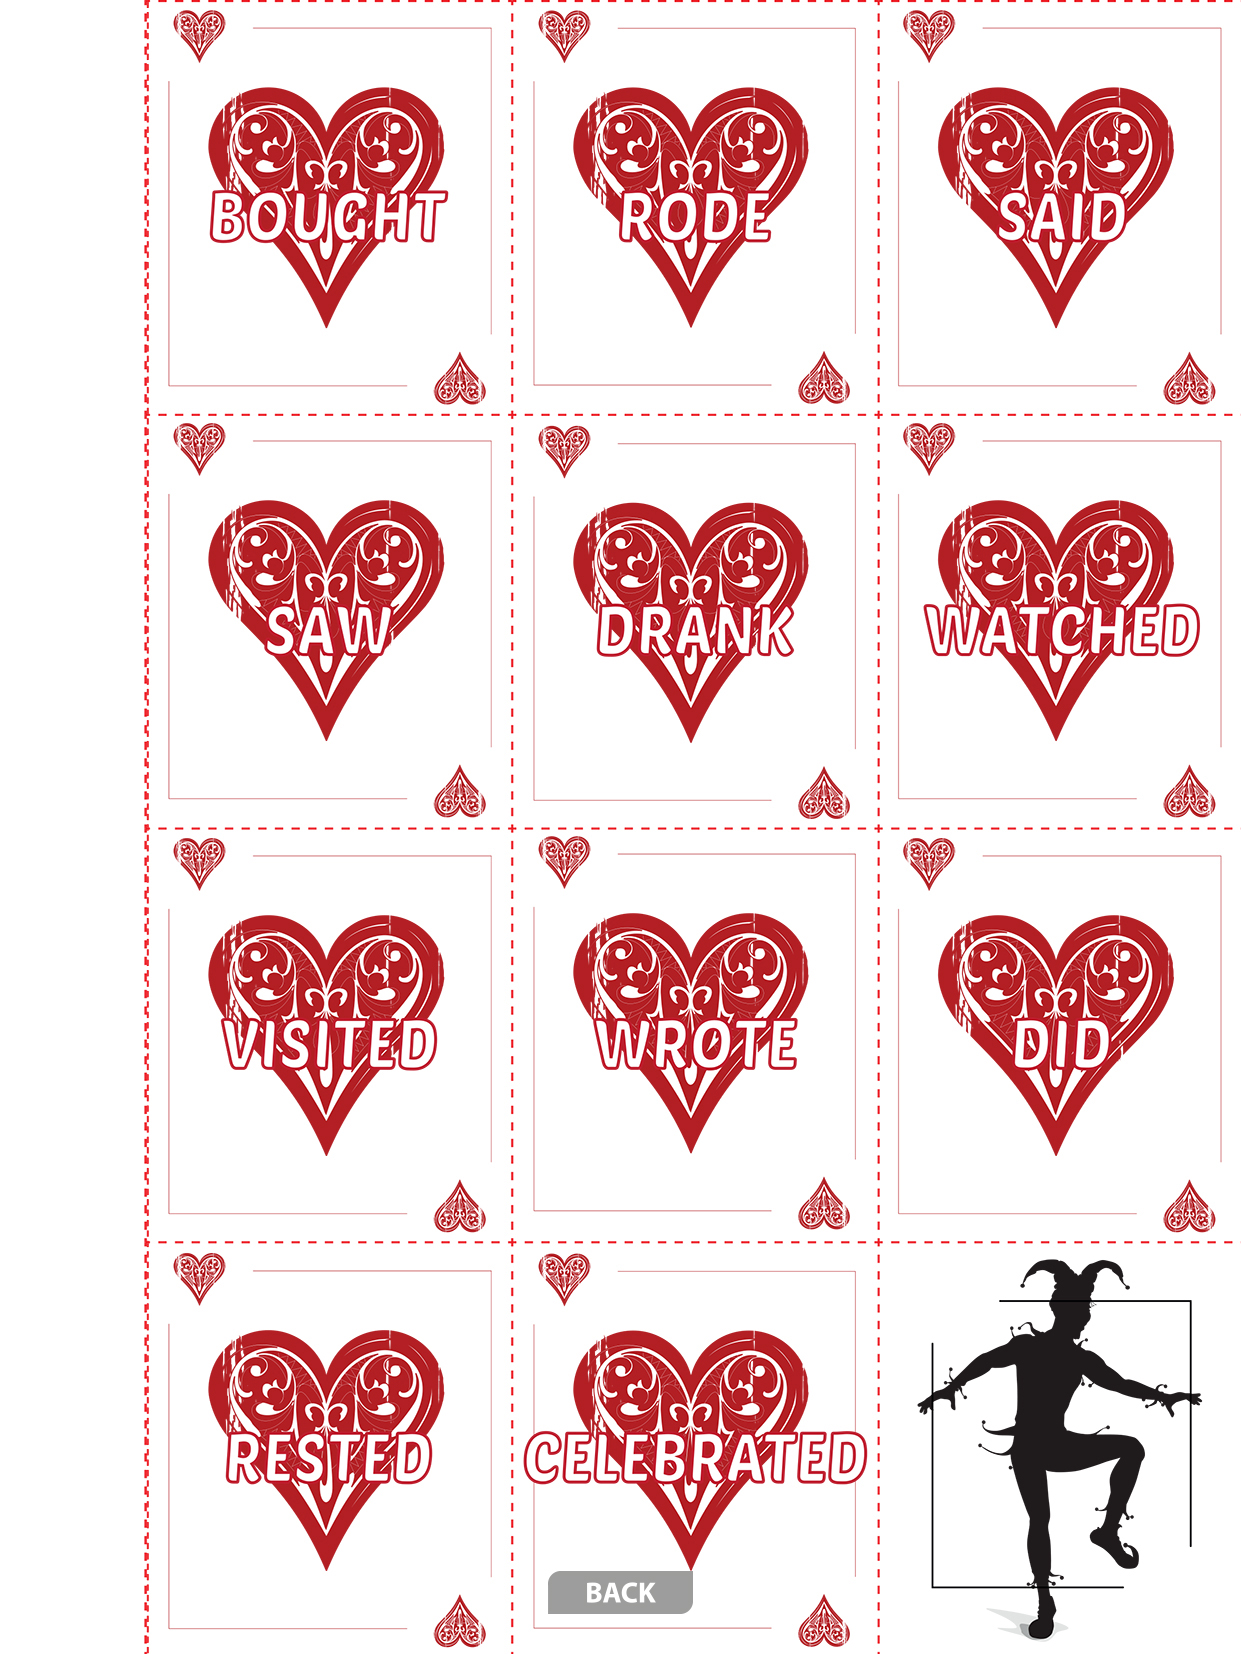 BOUGHT
RODE
SAID
SAW
DRANK
WATCHED
VISITED
WROTE
DID
RESTED
CELEBRATED
BACK